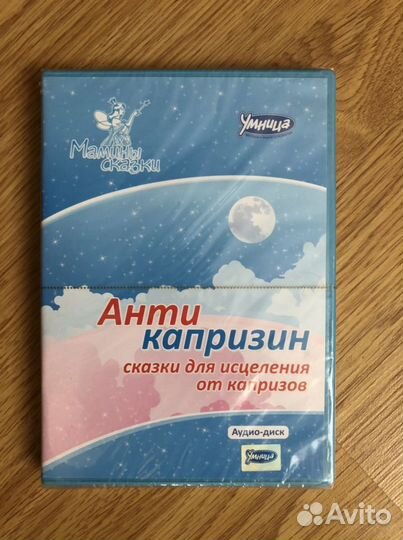 Мамины
сказки
Умница
Анти
капризин
сказки для исцеления
от капризов
Аудио-диск
Умница
Avito